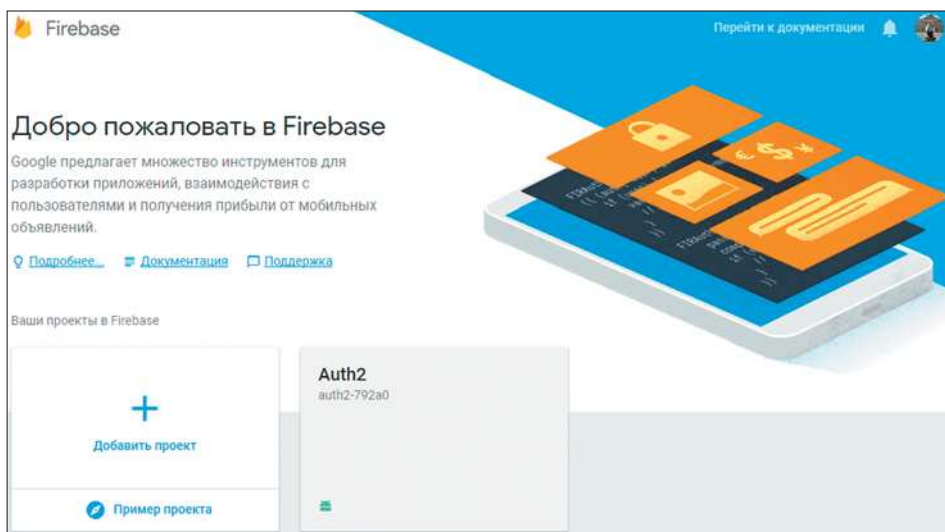 Firebase
Перейти к документации
Добро пожаловать в Firebase
Google предлагает множество инструментов для
разработки приложений, взаимодействия с
пользователями и получения прибыли от мобильных
объявлений.
Подробнее...
Документация
Поддержка
Ваши проекты в Firebase
Auth2
auth2-792a0
Добавить проект
Пример проекта